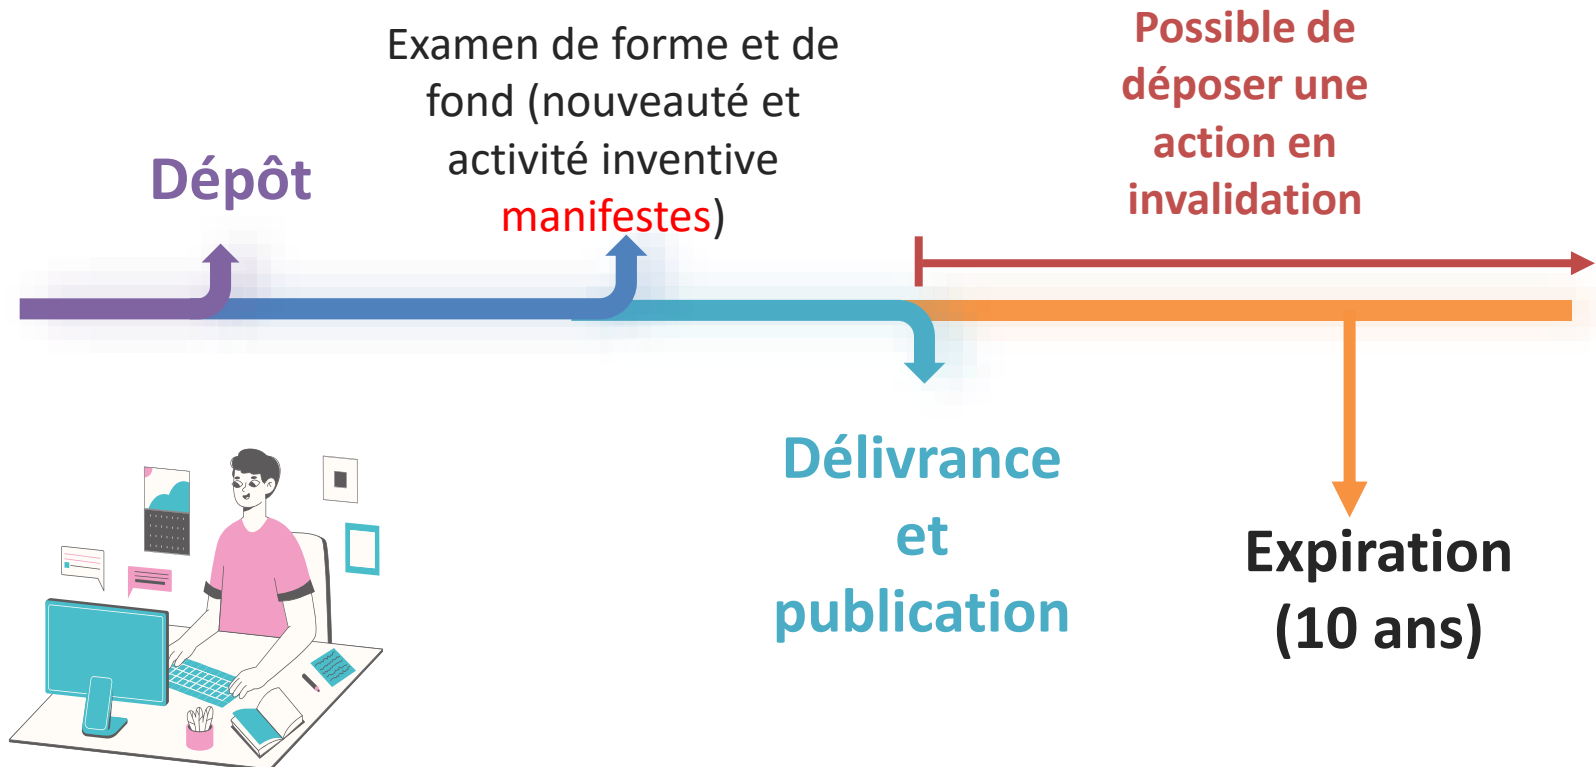 Dépôt
Examen de forme et de
fond (nouveauté et
activité inventive
manifestes)
Possible de
déposer une
action en
invalidation
Délivrance
et
publication
Expiration
(10 ans)